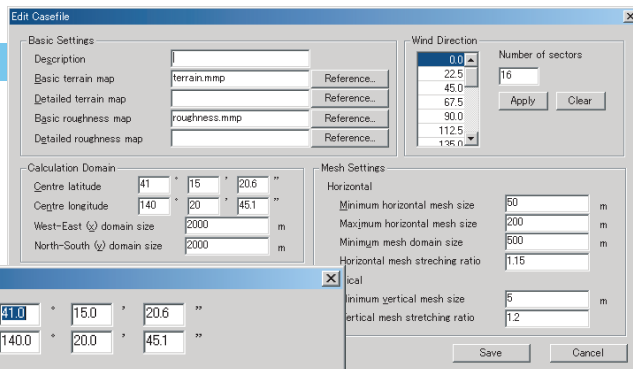 Edit Casefile
Basic Settings
Description
Basic terrain map terrain.mmp Reference...
Detailed terrain map Reference...
Basic roughness map roughness.mmp Reference...
Detailed roughness map Reference...
Wind Direction
0.0
22.5
45.0
67.5
90.0
112.5
135.0
Number of sectors
16
Apply Clear
Calculation Domain
Centre latitude 41 ° 15 ' 20.6 "
Centre longitude 140 ° 20 ' 45.1 "
West-East (x) domain size 2000 m
North-South (y) domain size 2000 m
Mesh Settings
Horizontal
Minimum horizontal mesh size 50 m
Maximum horizontal mesh size 200 m
Minimum mesh domain size 500 m
Horizontal mesh streching ratio 1.15
ical
Minimum vertical mesh size 5 m
Vertical mesh stretching ratio 1.2
Save Cancel
41.0 ° 15.0 ' 20.6 "
140.0 ° 20.0 ' 45.1 "